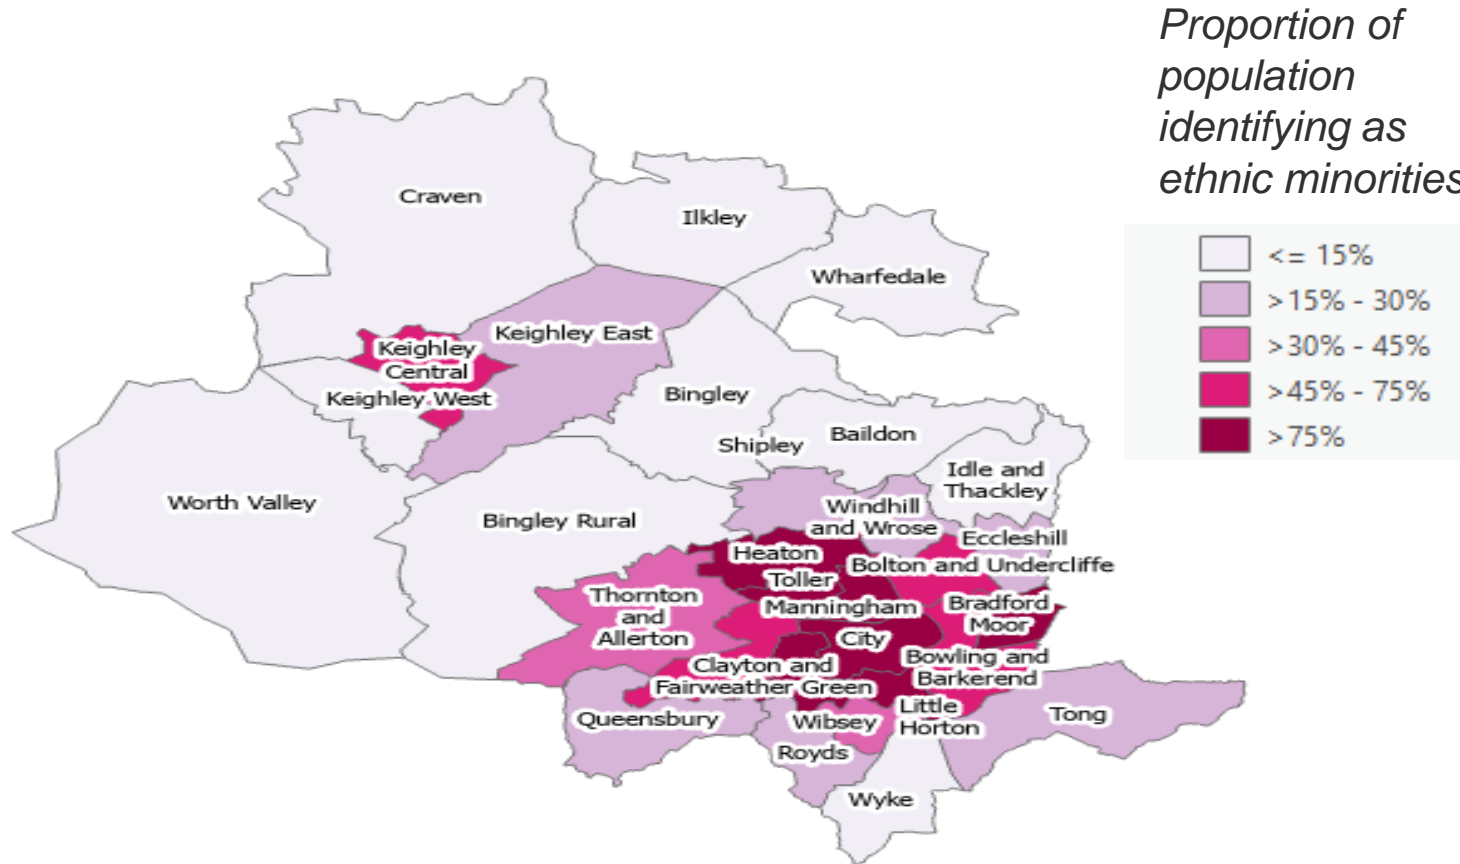 Proportion of
population
identifying as
ethnic minorities
<= 15%
>15% - 30%
>30% - 45%
>45% - 75%
>75%
Craven
Ilkley
Wharfedale
Keighley East
Keighley
Central
Keighley West
Bingley
Shipley
Baildon
Idle and
Thackley
Worth Valley
Bingley Rural
Windhill
and Wrose
Eccleshill
Heaton
Bolton and Undercliffe
Toller
Thornton
and
Allerton
Manningham
Bradford
Moor
City
Clayton and
Fairweather Green
Bowling and
Barkerend
Queensbury
Wibsey
Little
Horton
Tong
Royds
Wyke